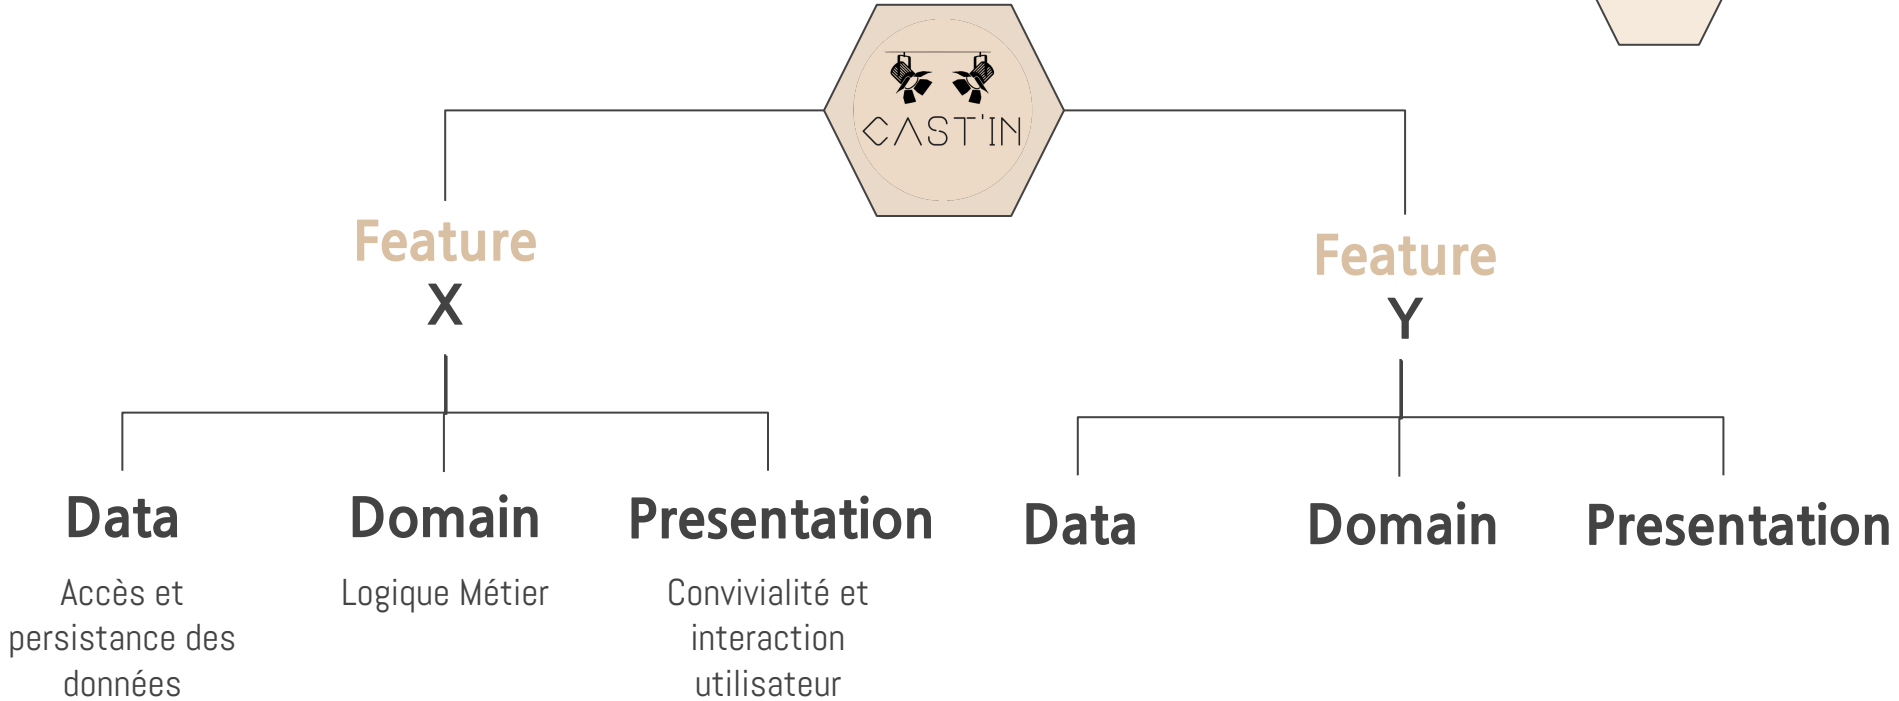 CAST'IN
Feature
X
Feature
Y
Data
Domain
Presentation
Accès et
persistance des
données
Logique Métier
Convivialité et
interaction
utilisateur
Data
Domain
Presentation